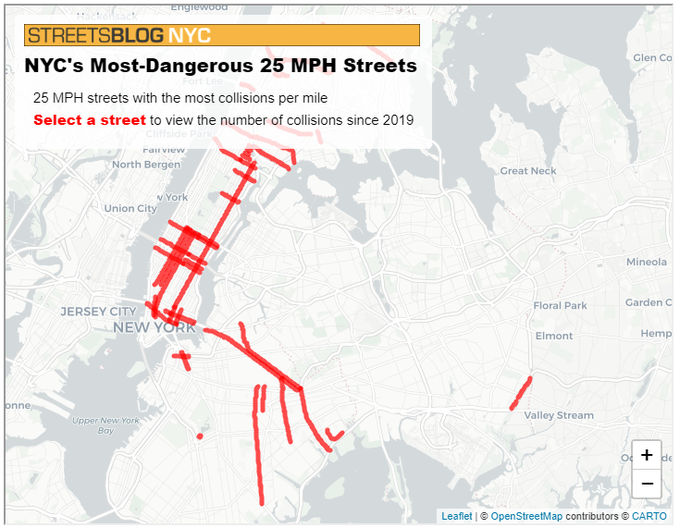 Englewood
Hackensack
STREETSBLOG NYC
NYC's Most-Dangerous 25 MPH Streets
Glen Co
Fort Lee
25 MPH streets with the most collisions per mile
Select a street to view the number of collisions since 2019
Cliffside Park
Fairview
North Bergen
Great Neck
York
Union City
Mineola
JERSEY CITY
Floral Park
Garden C
NEW YORK
Elmont
Hemp
onne
Valley Stream
Upper New York
Bay
+
−
Leaflet | © OpenStreetMap contributors © CARTO